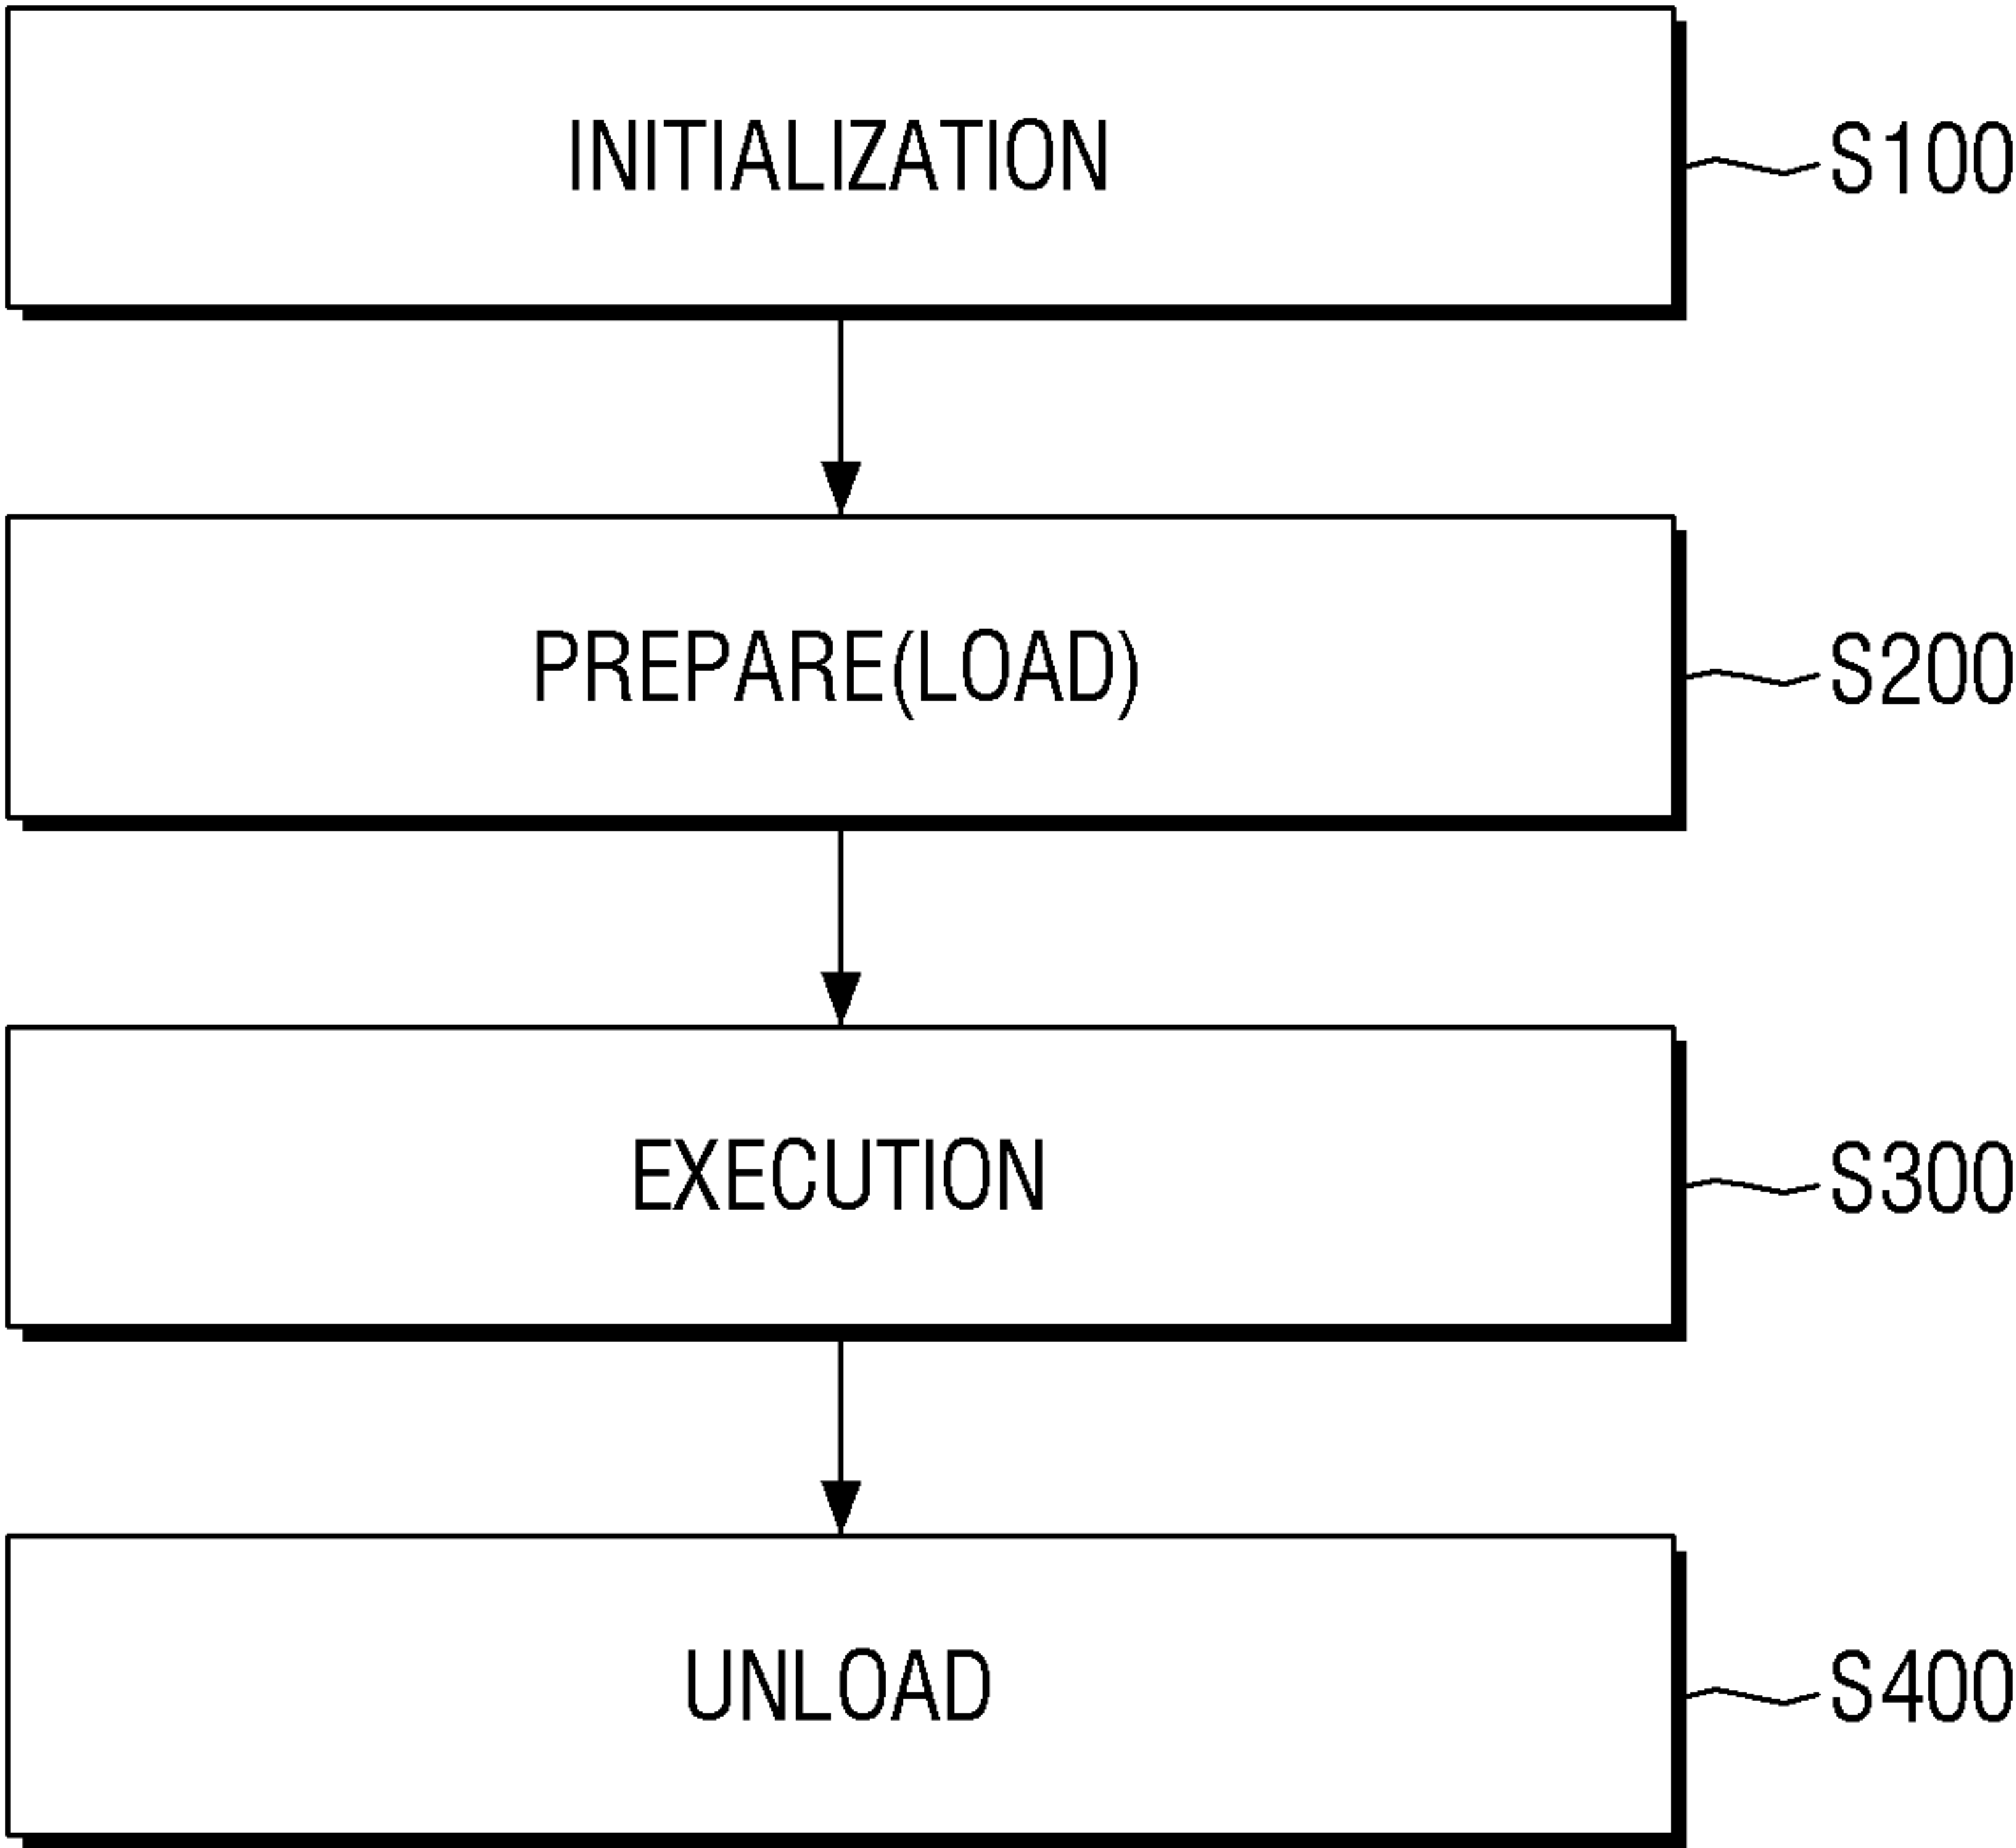 INITIALIZATION S100
PREPARE(LOAD) S200
EXECUTION S300
UNLOAD S400